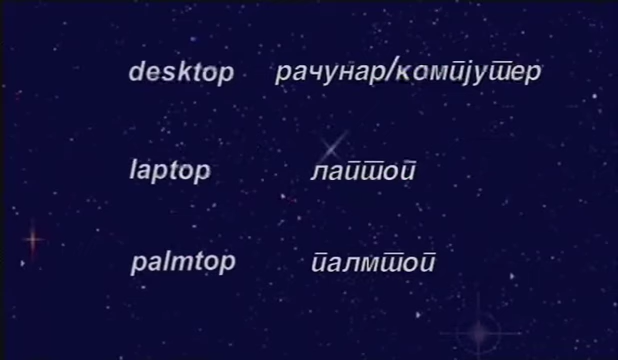 desktop рачунар/компјутер
laptop лаптоп
palmtop палмтоп